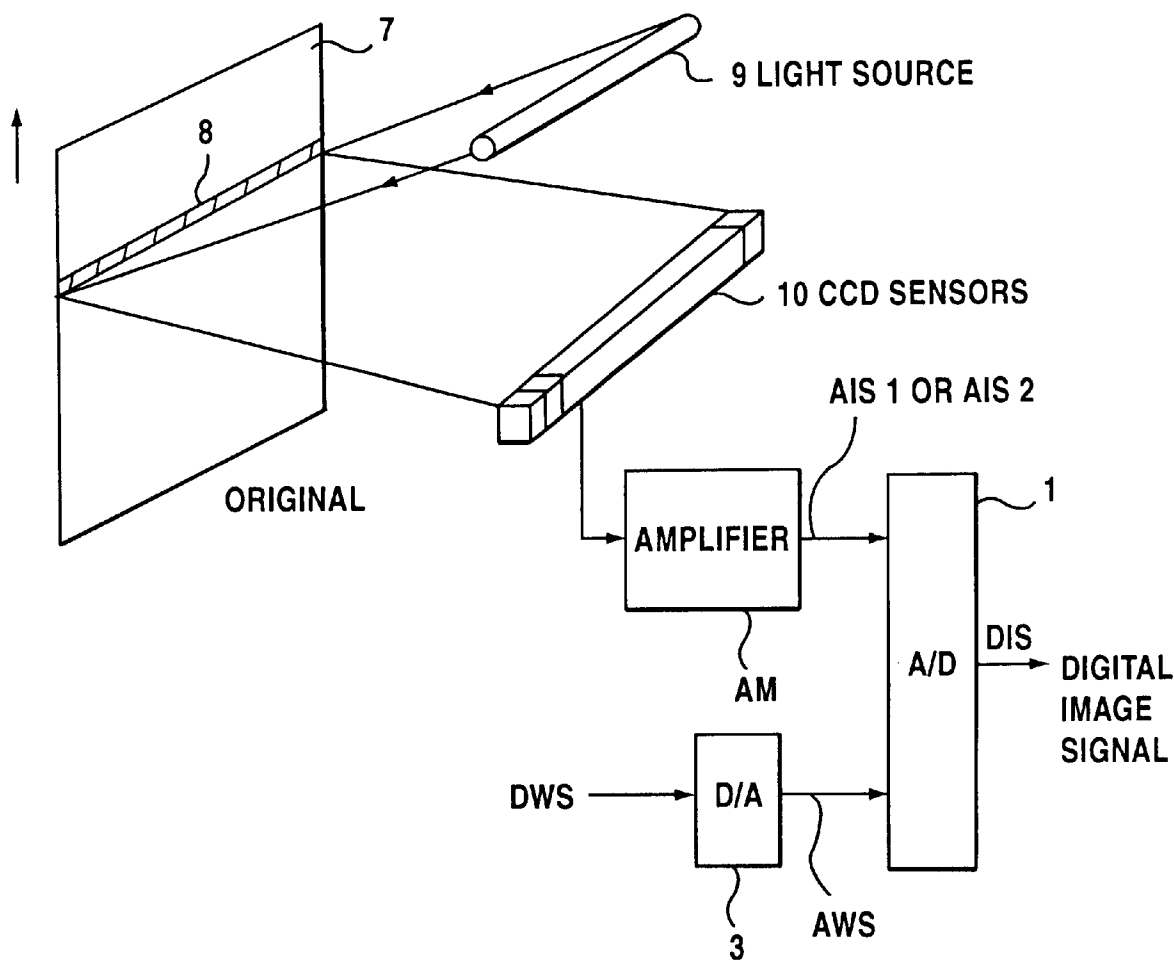 7
9 LIGHT SOURCE
8
10 CCD SENSORS
AIS 1 OR AIS 2
ORIGINAL
1
AMPLIFIER
A/D
DIS
DIGITAL
IMAGE
SIGNAL
AM
DWS
D/A
AWS
3